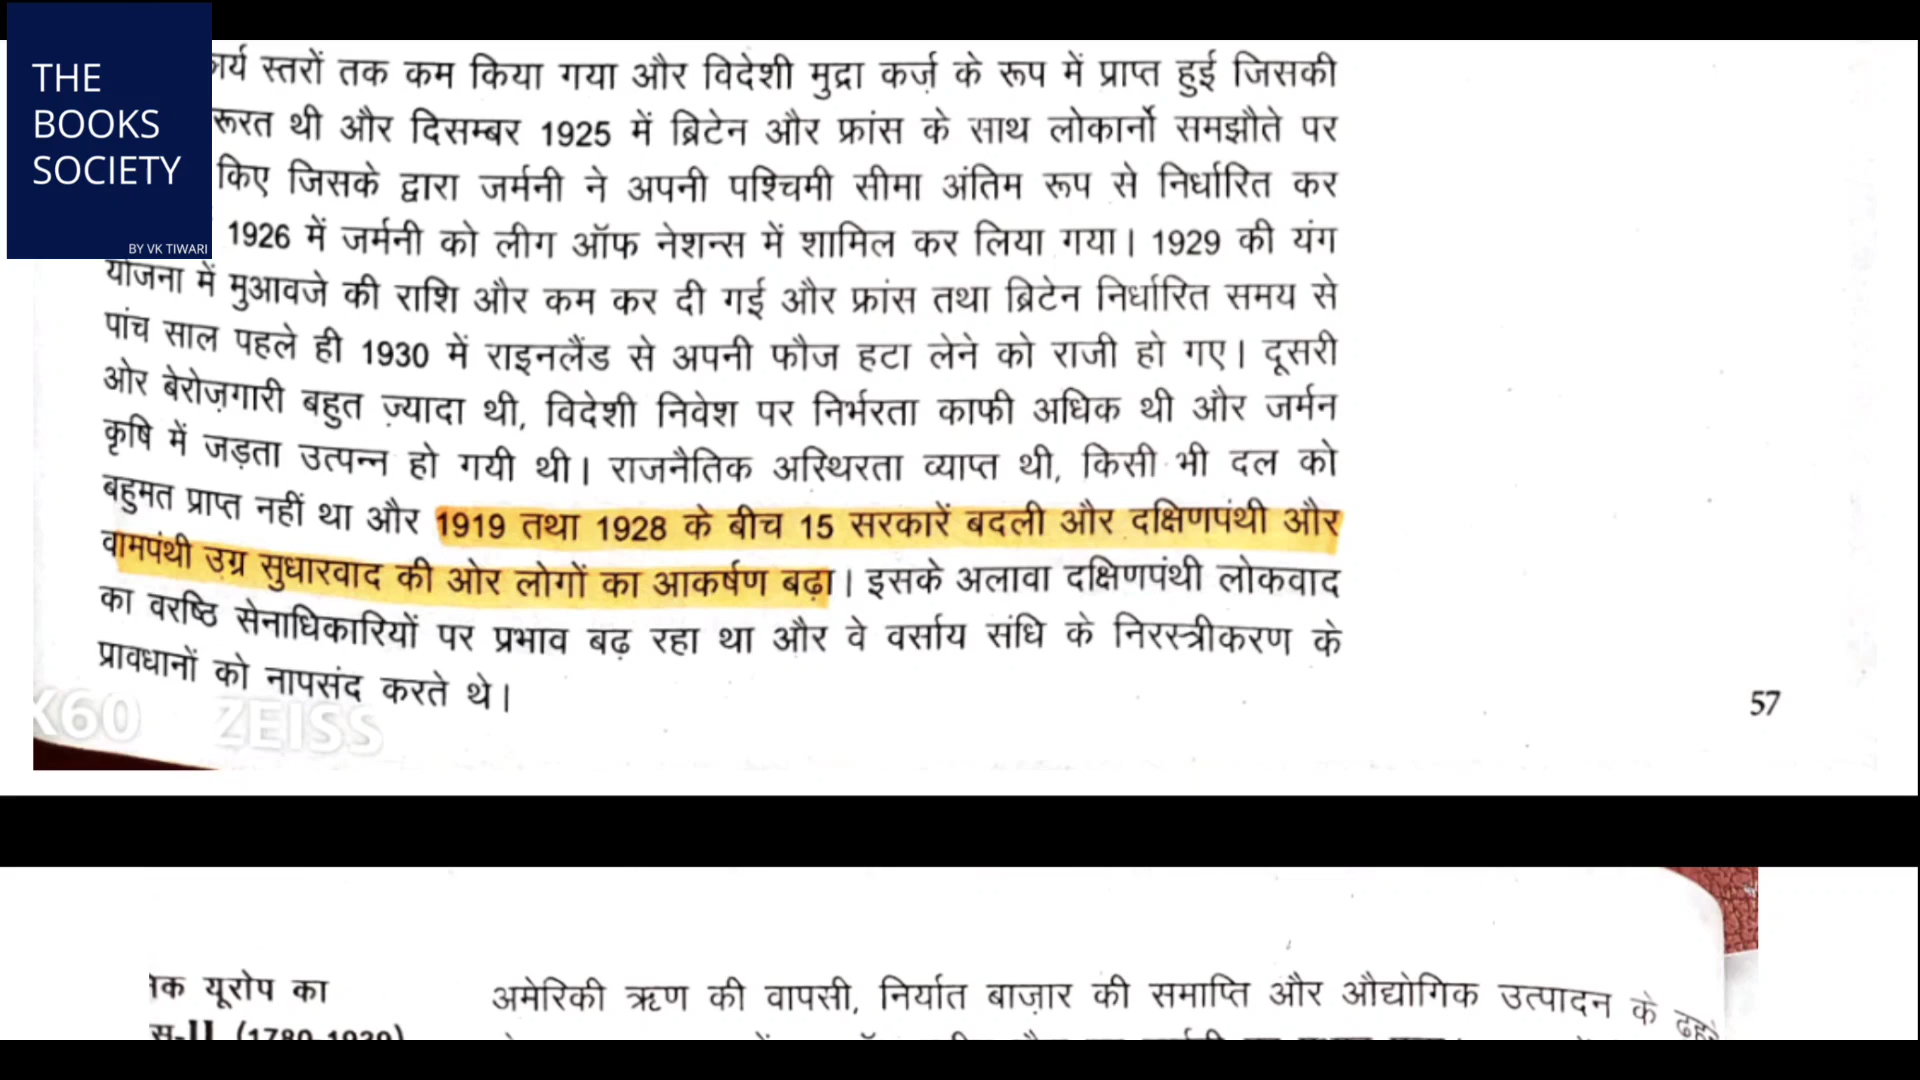 THE
BOOKS
SOCIETY
BY VK TIWARI
स्तरों तक कम किया गया और विदेशी मुद्रा कर्ज़ के रूप में प्राप्त हुई जिसकी
थी और दिसम्बर 1925 में ब्रिटेन और फ्रांस के साथ लोकार्नो समझौते पर
किए जिसके द्वारा जर्मनी ने अपनी पश्चिमी सीमा अंतिम रूप से निर्धारित कर
1926 में जर्मनी को लीग ऑफ नेशन्स में शामिल कर लिया गया। 1929 की यंग
योजना में मुआवजे की राशि और कम कर दी गई और फ्रांस तथा ब्रिटेन निर्धारित समय से
पांच साल पहले ही 1930 में राइनलैंड से अपनी फौज हटा लेने को राजी हो गए। दूसरी
ओर बेरोज़गारी बहुत ज़्यादा थी, विदेशी निवेश पर निर्भरता काफी अधिक थी और जर्मन
कृषि में जड़ता उत्पन्न हो गयी थी। राजनैतिक अस्थिरता व्याप्त थी, किसी भी दल को
बहुमत प्राप्त नहीं था और 1919 तथा 1928 के बीच 15 सरकारें बदली और दक्षिणपंथी और
वामपंथी उग्र सुधारवाद की ओर लोगों का आकर्षण बढ़ा। इसके अलावा दक्षिणपंथी लोकवाद
का वरष्ठि सेनाधिकारियों पर प्रभाव बढ़ रहा था और वे वर्साय संधि के निरस्त्रीकरण के
प्रावधानों को नापसंद करते थे।
X60 ZEISS
57
यूरोप का
अमेरिकी ऋण की वापसी, निर्यात बाज़ार की समाप्ति और औद्योगिक उत्पादन के